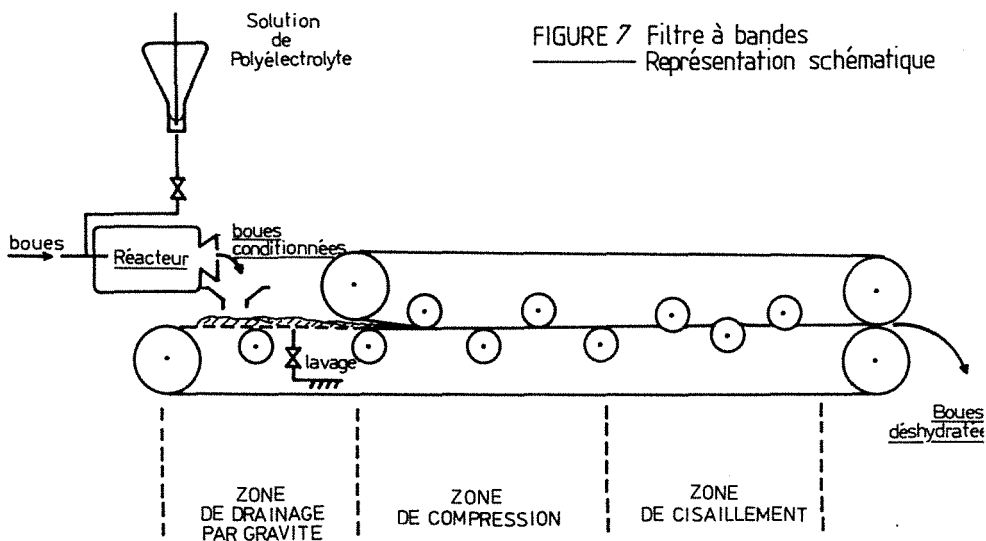 Solution
de
Polyélectrolyte
FIGURE 7 Filtre à bandes
Représentation schématique
boues
Réacteur
boues
conditionnées
lavage
Boues
déshydratée
ZONE
DE DRAINAGE
PAR GRAVITE
ZONE
DE COMPRESSION
ZONE
DE CISAILLEMENT